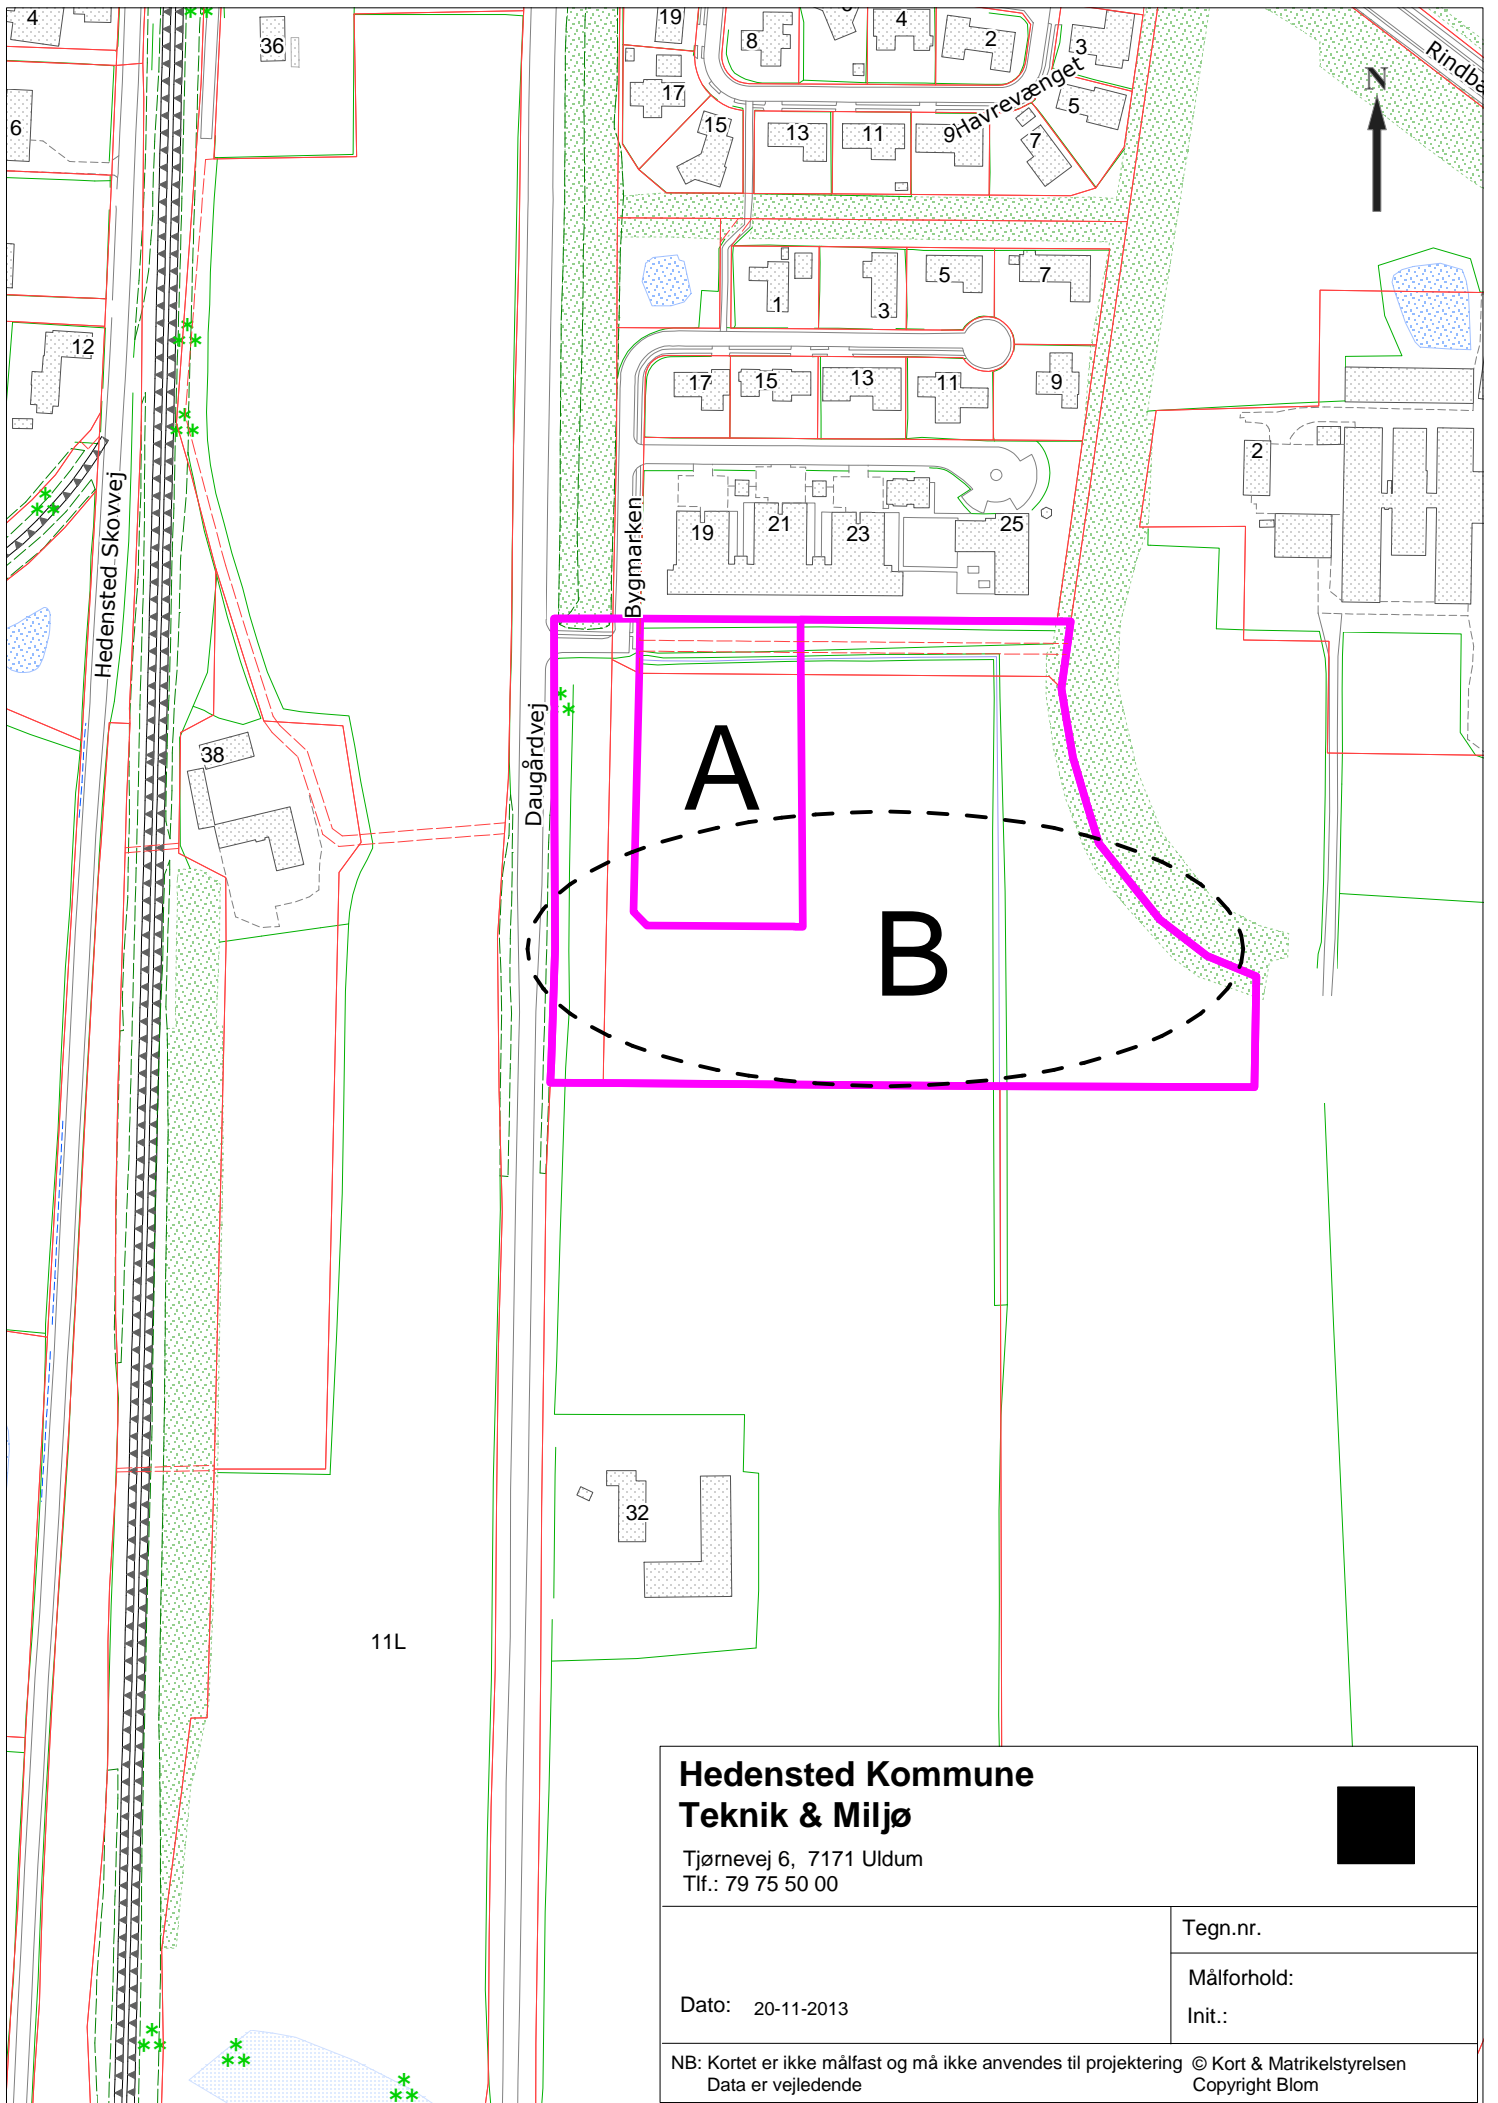 4
36
19
8
4
2
3
Rindba
N
17
Havrevænget
5
6
15
13
11
9
7
1
3
5
7
12
17
15
13
11
9
2
Hedensted Skovvej
Bygmarken
19
21
23
25
38
Daugårdvej
A
B
32
11L
Hedensted Kommune
Teknik & Miljø
Tjørnevej 6, 7171 Uldum
Tlf.: 79 75 50 00
Tegn.nr.
Målforhold:
Dato: 20-11-2013
Init.:
NB: Kortet er ikke målfast og må ikke anvendes til projektering © Kort & Matrikelstyrelsen
Data er vejledende Copyright Blom